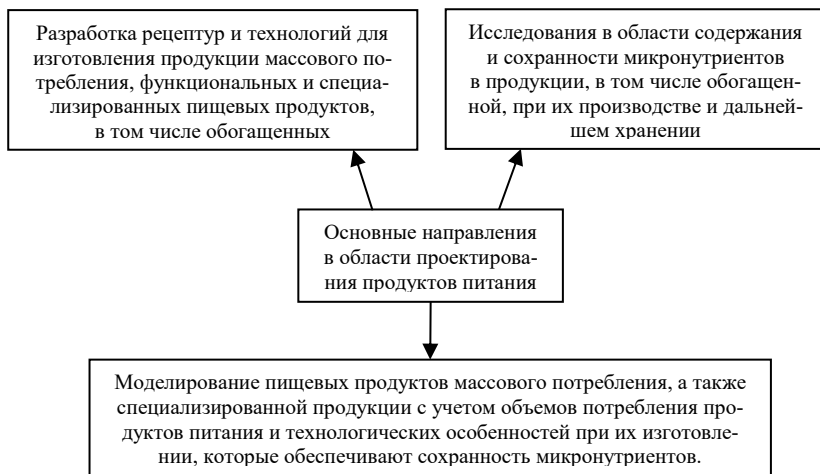 Разработка рецептур и технологий для
изготовления продукции массового по-
требления, функциональных и специа-
лизированных пищевых продуктов,
в том числе обогащенных
Исследования в области содержания
и сохранности микронутриентов
в продукции, в том числе обогащен-
ной, при их производстве и дальней-
шем хранении
Основные направления
в области проектирова-
ния продуктов питания
Моделирование пищевых продуктов массового потребления, а также
специализированной продукции с учетом объемов потребления про-
дуктов питания и технологических особенностей при их изготовле-
нии, которые обеспечивают сохранность микронутриентов.